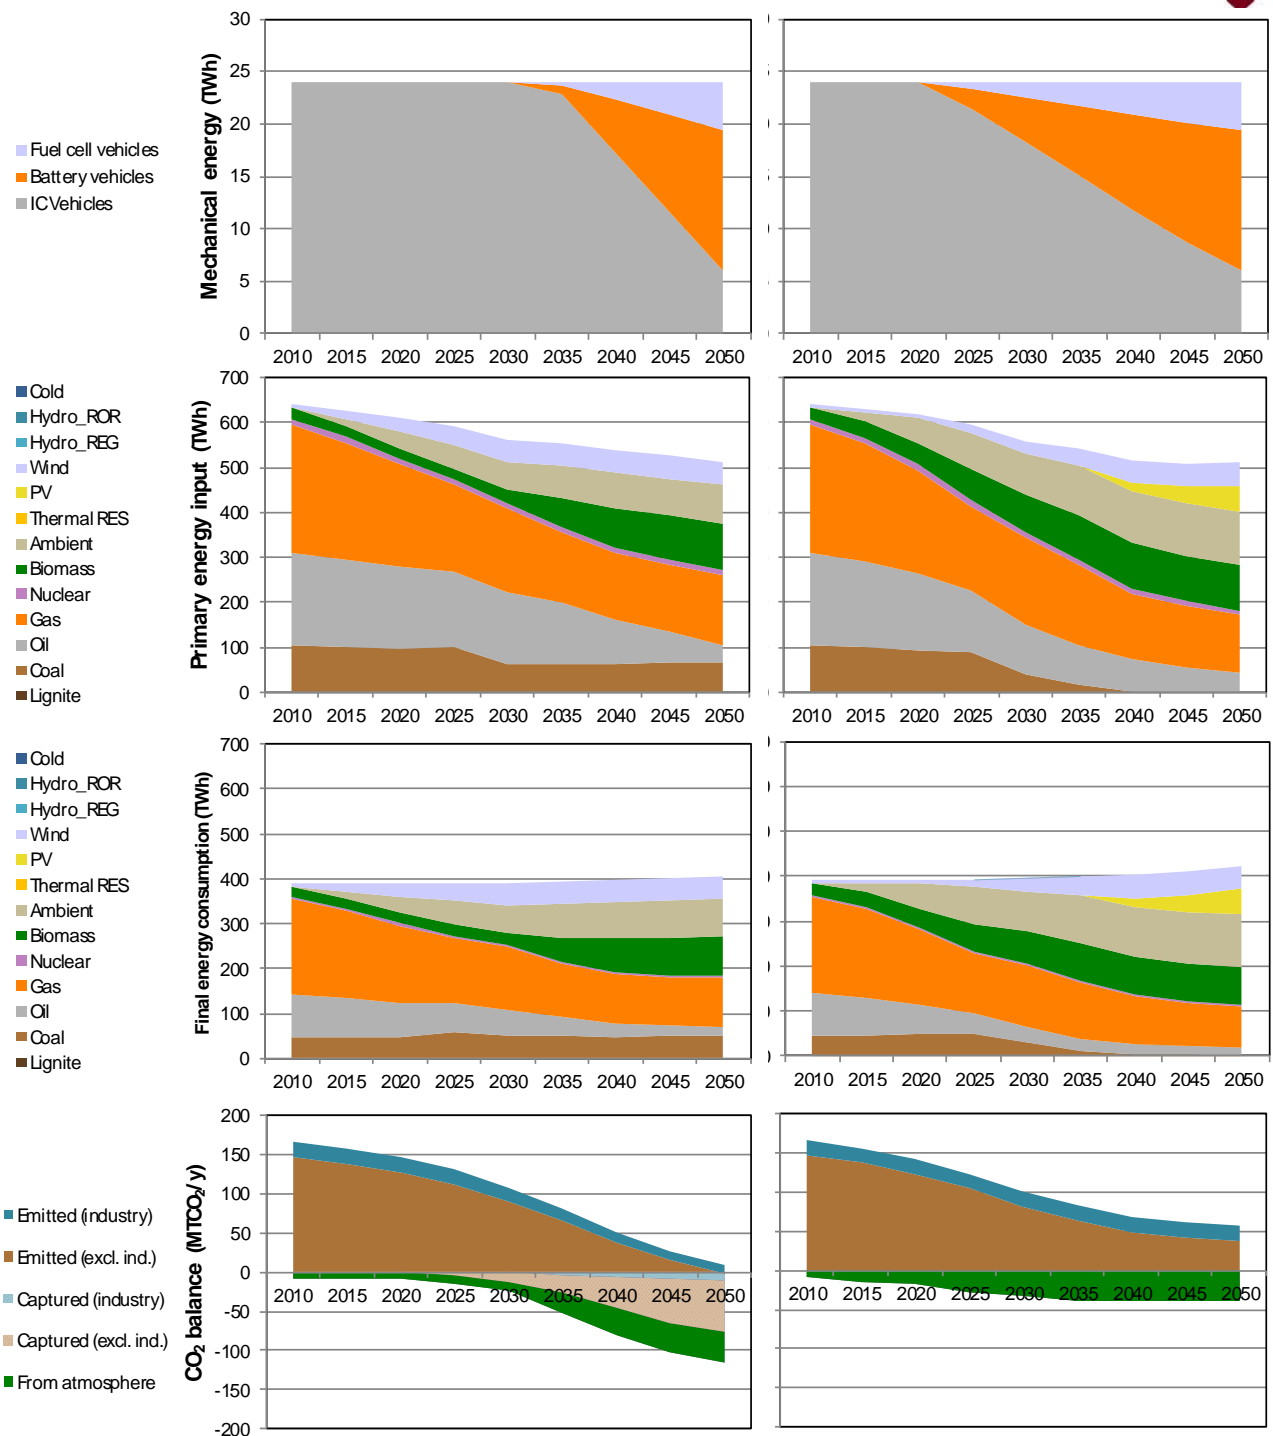 Mechanical energy (TWh)
30
25
20
15
10
5
0
Fuel cell vehicles
Battery vehicles
IC Vehicles
2010 2015 2020 2025 2030 2035 2040 2045 2050
2010 2015 2020 2025 2030 2035 2040 2045 2050
Primary energy input (TWh)
700
600
500
400
300
200
100
0
Cold
Hydro_ROR
Hydro_REG
Wind
PV
Thermal RES
Ambient
Biomass
Nuclear
Gas
Oil
Coal
Lignite
2010 2015 2020 2025 2030 2035 2040 2045 2050
2010 2015 2020 2025 2030 2035 2040 2045 2050
Final energy consumption (TWh)
700
600
500
400
300
200
100
0
Cold
Hydro_ROR
Hydro_REG
Wind
PV
Thermal RES
Ambient
Biomass
Nuclear
Gas
Oil
Coal
Lignite
2010 2015 2020 2025 2030 2035 2040 2045 2050
2010 2015 2020 2025 2030 2035 2040 2045 2050
CO₂ balance (MTCO₂/y)
200
150
100
50
0
-50
-100
-150
-200
Emitted (industry)
Emitted (excl. ind.)
Captured (industry)
Captured (excl. ind.)
From atmosphere
2010 2015 2020 2025 2030 2035 2040 2045 2050
2010 2015 2020 2025 2030 2035 2040 2045 2050